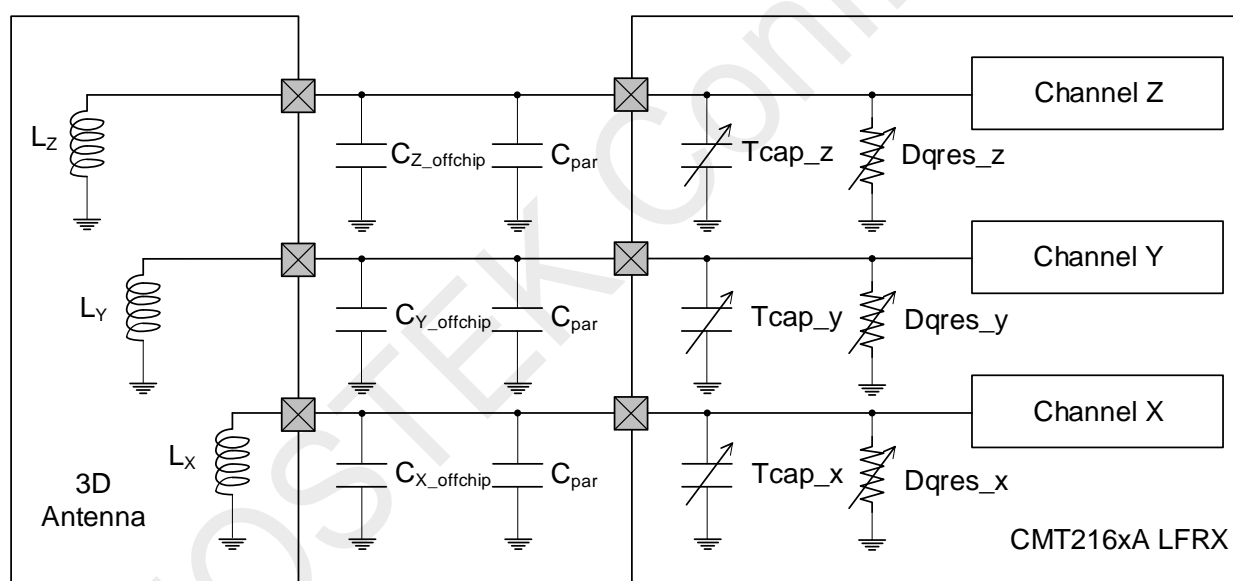 L_Z
C_Z_offchip
C_par
Tcap_z
Dqres_z
Channel Z
L_Y
C_Y_offchip
C_par
Tcap_y
Dqres_y
Channel Y
L_X
C_X_offchip
C_par
Tcap_x
Dqres_x
Channel X
3D
Antenna
CMT216xA LFRX